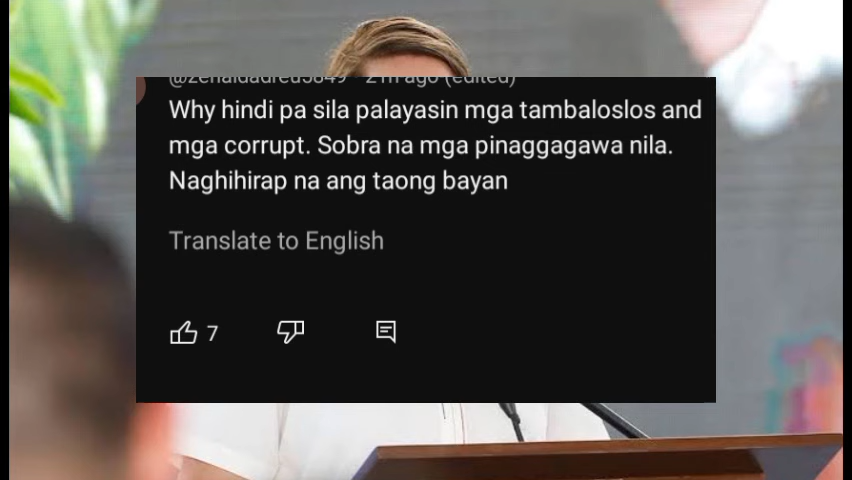 Why hindi pa sila palayasin mga tambaloslos and
mga corrupt. Sobra na mga pinaggagawa nila.
Naghihirap na ang taong bayan
Translate to English
7